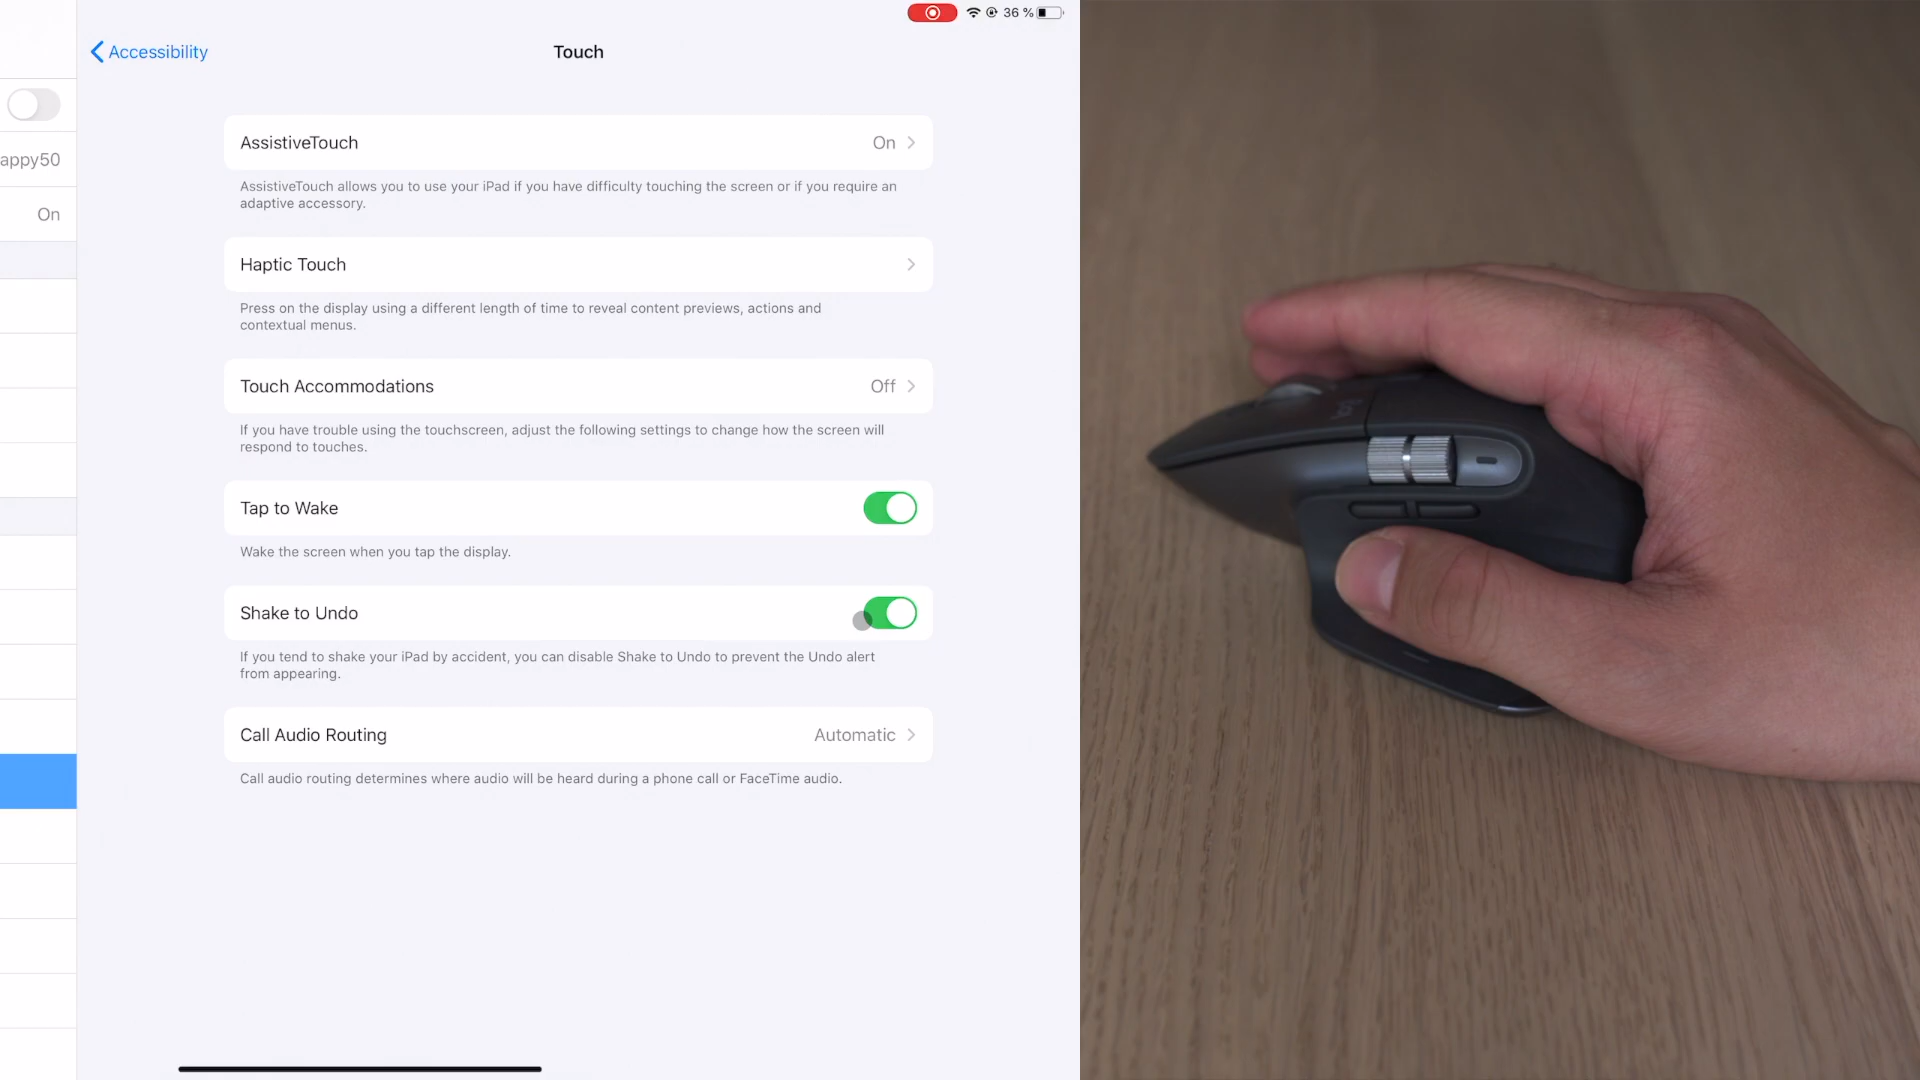 36 %
Accessibility
Touch
appy50
On
AssistiveTouch
On
AssistiveTouch allows you to use your iPad if you have difficulty touching the screen or if you require an
adaptive accessory.
Haptic Touch
Press on the display using a different length of time to reveal content previews, actions and
contextual menus.
Touch Accommodations
Off
If you have trouble using the touchscreen, adjust the following settings to change how the screen will
respond to touches.
Tap to Wake
Wake the screen when you tap the display.
Shake to Undo
If you tend to shake your iPad by accident, you can disable Shake to Undo to prevent the Undo alert
from appearing.
Call Audio Routing
Automatic
Call audio routing determines where audio will be heard during a phone call or FaceTime audio.